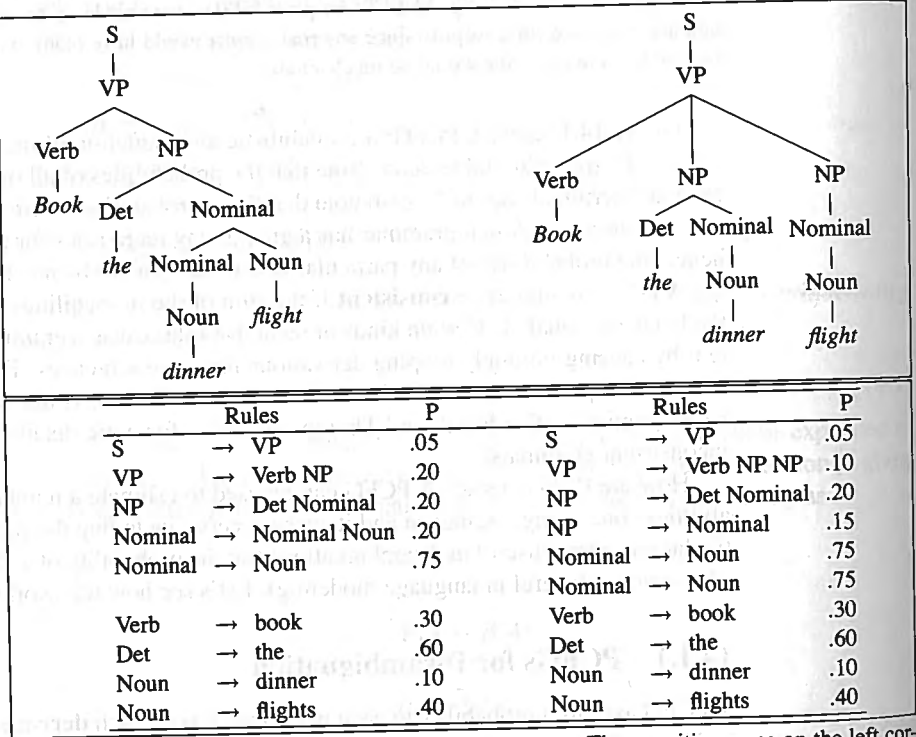 S
VP
Verb NP
Book Det Nominal
the Nominal Noun
Noun flight
dinner
S
VP
Verb NP NP
Book Det Nominal Nominal
the Noun Noun
dinner flight
Rules P
S → VP .05
VP → Verb NP .20
NP → Det Nominal .20
Nominal → Nominal Noun .20
Nominal → Noun .75
Verb → book .30
Det → the .60
Noun → dinner .10
Noun → flights .40
Rules P
S → VP .05
VP → Verb NP NP .10
NP → Det Nominal .20
NP → Nominal .15
Nominal → Noun .75
Nominal → Noun .75
Verb → book .30
Det → the .60
Noun → dinner .10
Noun → flights .40
on the left cor-